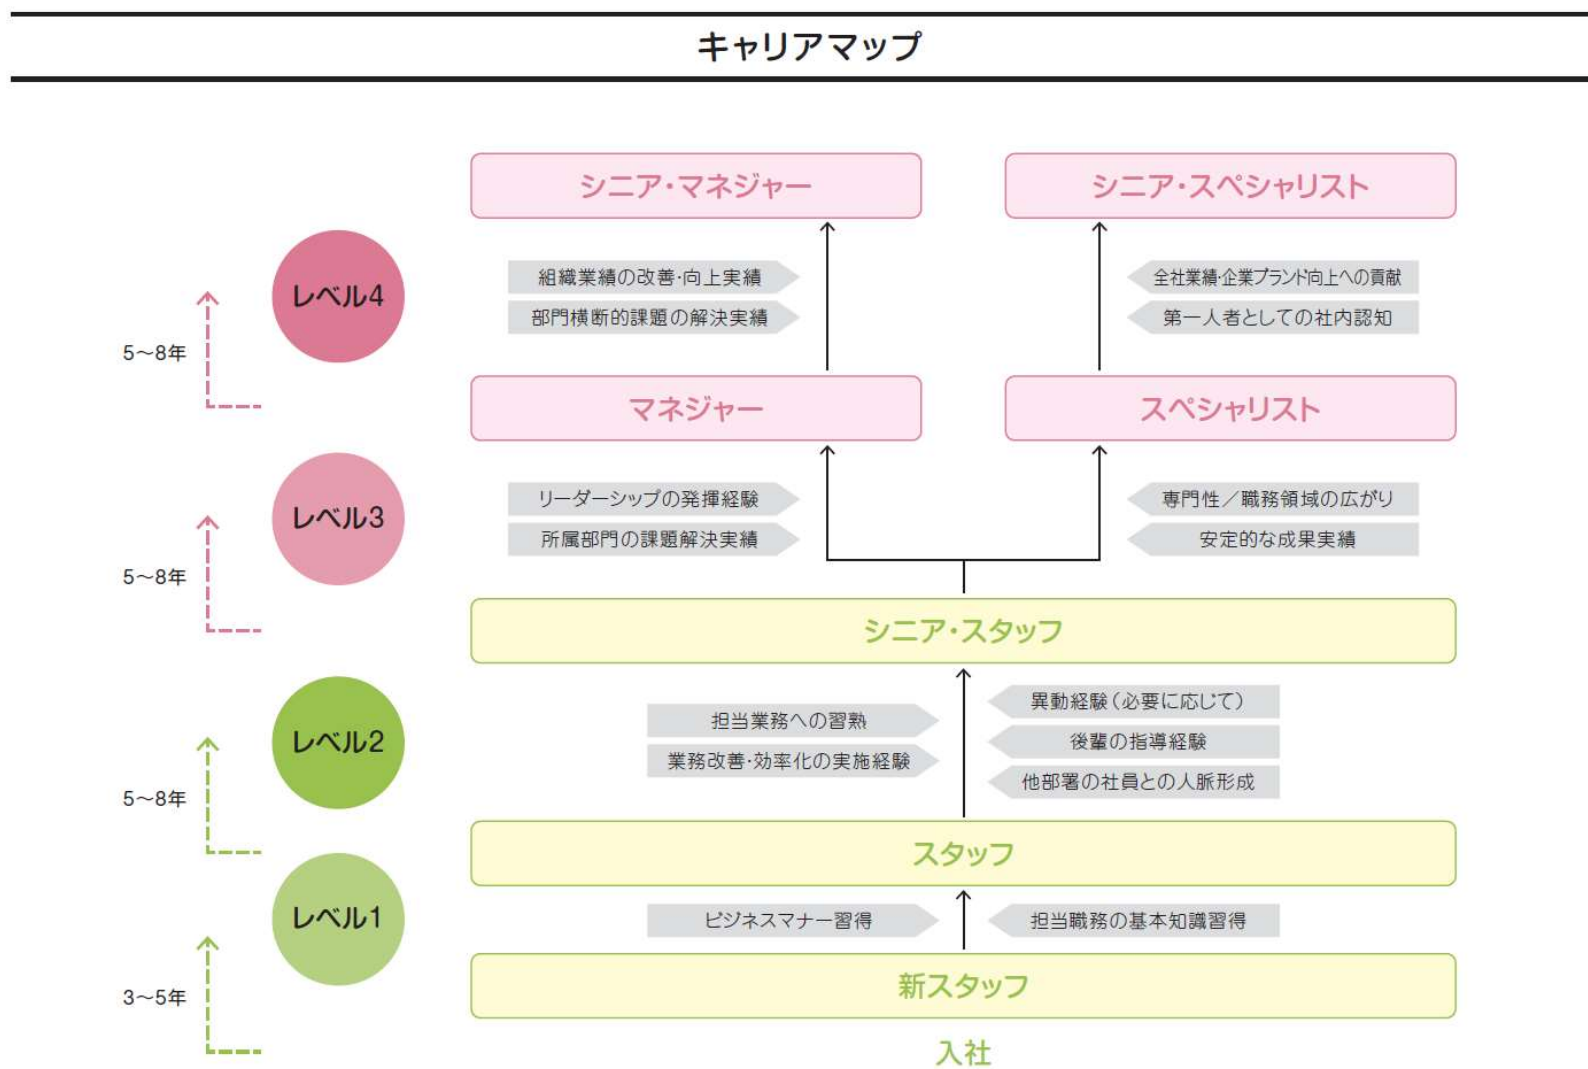 キャリアマップ
シニア・マネジャー
シニア・スペシャリスト
レベル4
5～8年
組織業績の改善・向上実績
部門横断的課題の解決実績
全社業績・企業ブランド向上への貢献
第一人者としての社内認知
マネジャー
スペシャリスト
レベル3
5～8年
リーダーシップの発揮経験
所属部門の課題解決実績
専門性／職務領域の広がり
安定的な成果実績
シニア・スタッフ
レベル2
5～8年
担当業務への習熟
業務改善・効率化の実施経験
異動経験（必要に応じて）
後輩の指導経験
他部署の社員との人脈形成
スタッフ
レベル1
3～5年
ビジネスマナー習得
担当職務の基本知識習得
新スタッフ
入社